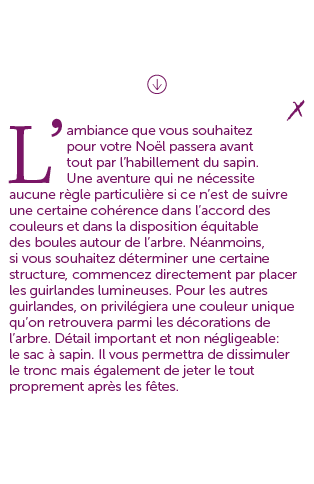 L’ambiance que vous souhaitez
pour votre Noël passera avant
tout par l’habillement du sapin.
Une aventure qui ne nécessite
aucune règle particulière si ce n’est de suivre
une certaine cohérence dans l’accord des
couleurs et dans la disposition équitable
des boules autour de l’arbre. Néanmoins,
si vous souhaitez déterminer une certaine
structure, commencez directement par placer
les guirlandes lumineuses. Pour les autres
guirlandes, on privilégiera une couleur unique
qu’on retrouvera parmi les décorations de
l’arbre. Détail important et non négligeable:
le sac à sapin. Il vous permettra de dissimuler
le tronc mais également de jeter le tout
proprement après les fêtes.